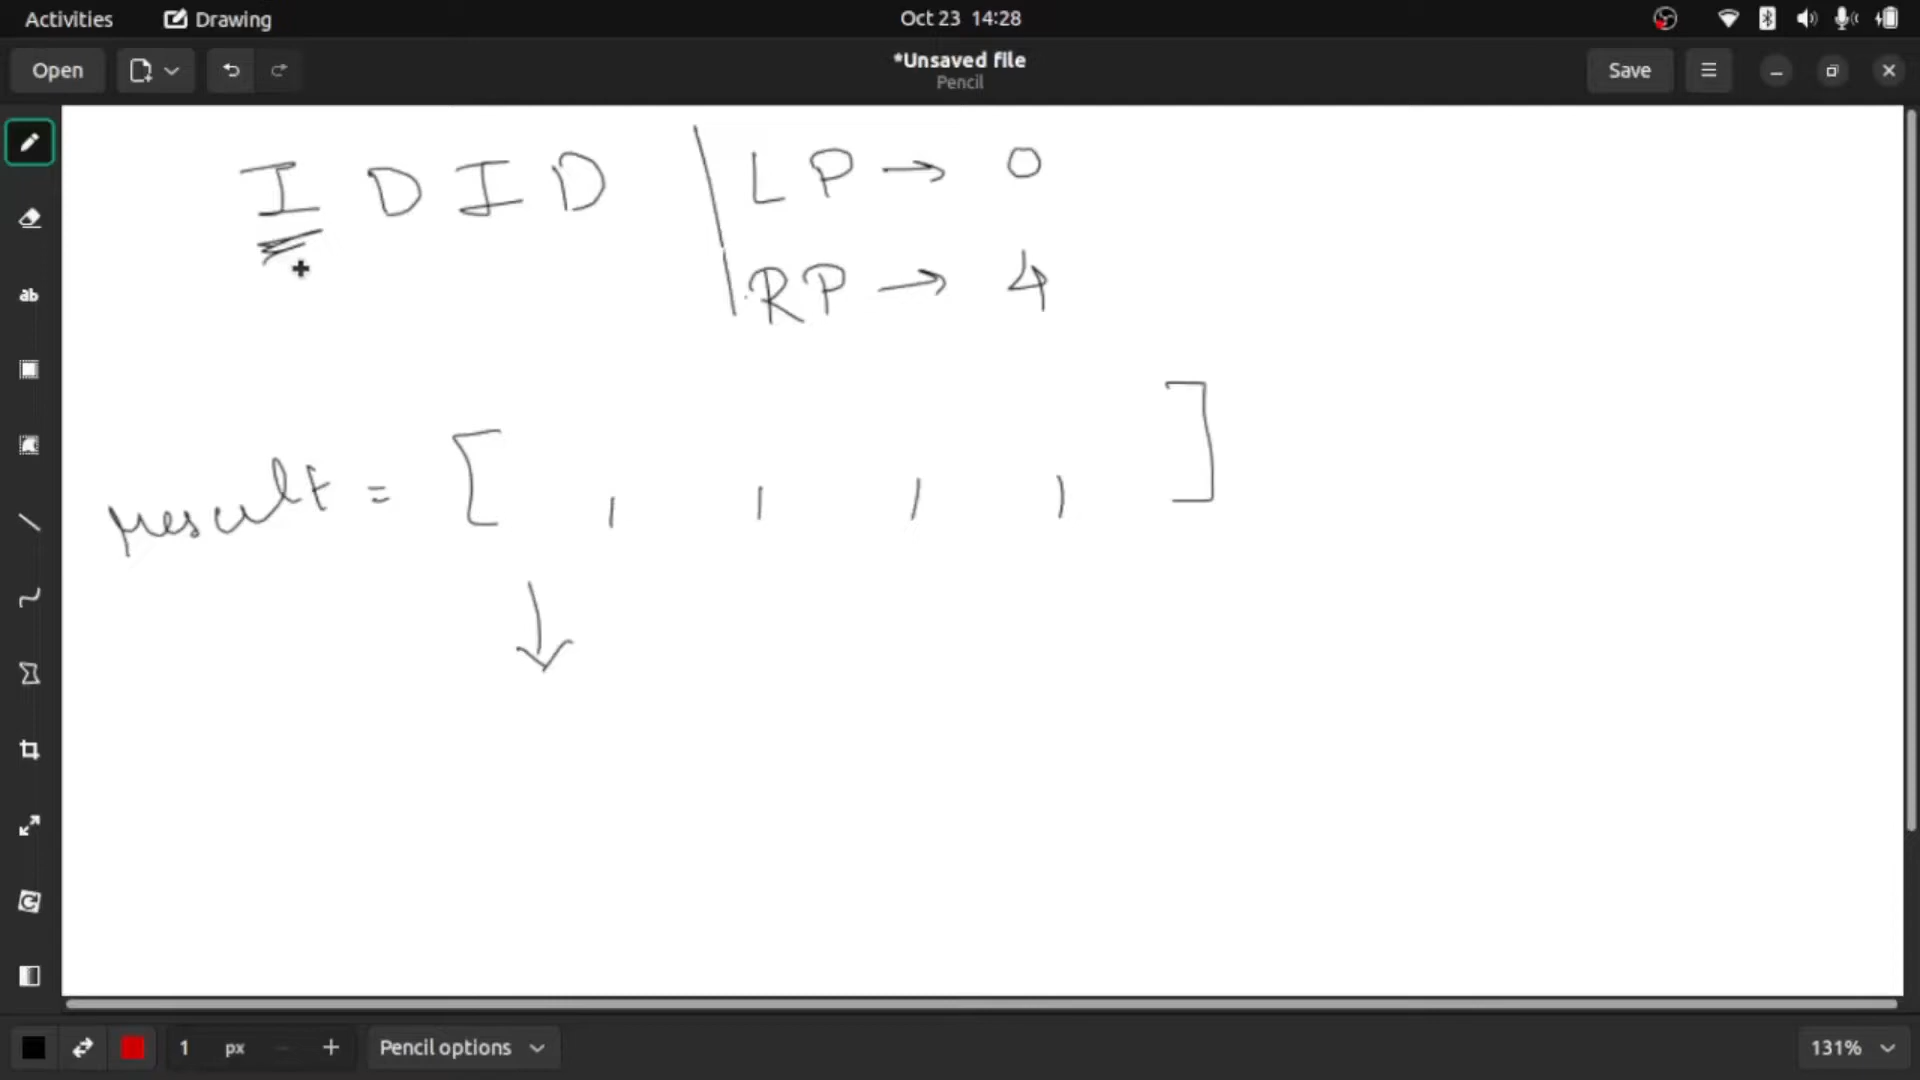 Activities Drawing Oct 23 14:28
Open *Unsaved file Save
Pencil
I D I D LP → 0
RP → 4
ab
result = [ , , , , ]
1 px − + Pencil options 131%